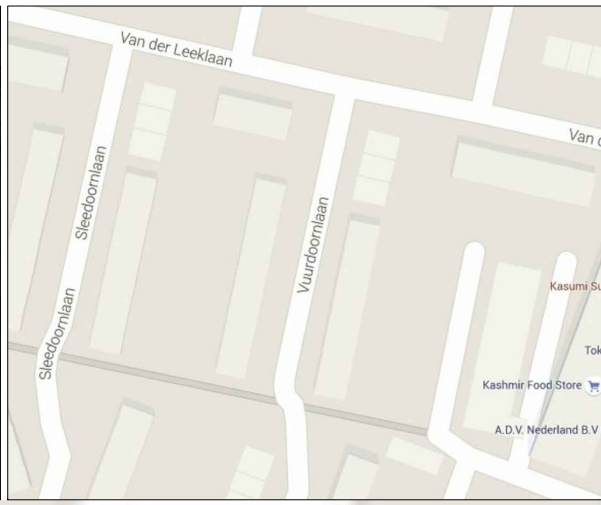 Van der Leeklaan
Van d
Sleedoornlaan
Vuurdoornlaan
Sleedoornlaan
Kasumi Su
Tok
Kashmir Food Store
A.D.V. Nederland B.V